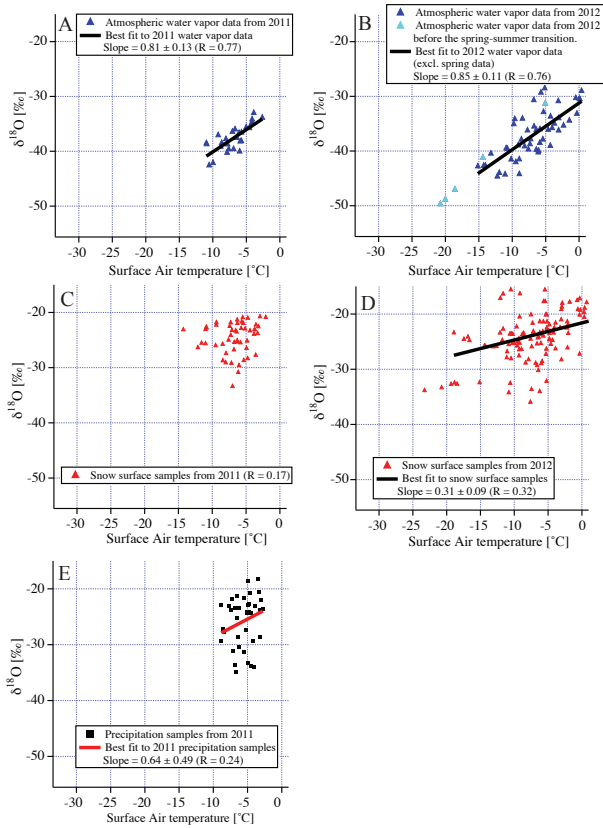 A
Atmospheric water vapor data from 2011
Best fit to 2011 water vapor data
Slope = 0.81 ± 0.13 (R = 0.77)
δ18O [‰]
-20
-30
-40
-50
-30 -25 -20 -15 -10 -5 0
Surface Air temperature [˚C]
B
Atmospheric water vapor data from 2012
Atmospheric water vapor data from 2012
before the spring-summer transition.
Best fit to 2012 water vapor data
(excl. spring data)
Slope = 0.85 ± 0.11 (R = 0.76)
δ18O [‰]
-20
-30
-40
-50
-30 -25 -20 -15 -10 -5 0
Surface Air temperature [˚C]
C
δ18O [‰]
-20
-30
-40
-50
Snow surface samples from 2011 (R = 0.17)
-30 -25 -20 -15 -10 -5 0
Surface Air temperature [˚C]
D
δ18O [‰]
-20
-30
-40
-50
Snow surface samples from 2012
Best fit to snow surface samples
Slope = 0.31 ± 0.09 (R = 0.32)
-30 -25 -20 -15 -10 -5 0
Surface Air temperature [˚C]
E
δ18O [‰]
-20
-30
-40
-50
Precipitation samples from 2011
Best fit to 2011 precipitation samples
Slope = 0.64 ± 0.49 (R = 0.24)
-30 -25 -20 -15 -10 -5 0
Surface Air temperature [˚C]